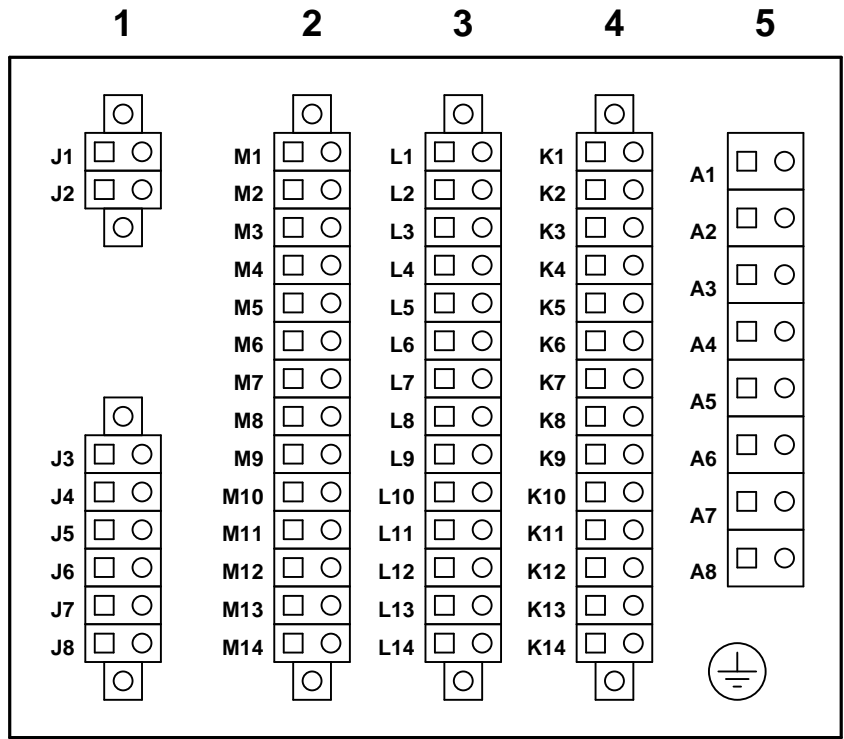 1 2 3 4 5
J1 M1 L1 K1 A1
J2 M2 L2 K2
M3 L3 K3 A2
M4 L4 K4 A3
M5 L5 K5
M6 L6 K6 A4
M7 L7 K7 A5
M8 L8 K8
J3 M9 L9 K9 A6
J4 M10 L10 K10
J5 M11 L11 K11 A7
J6 M12 L12 K12 A8
J7 M13 L13 K13
J8 M14 L14 K14